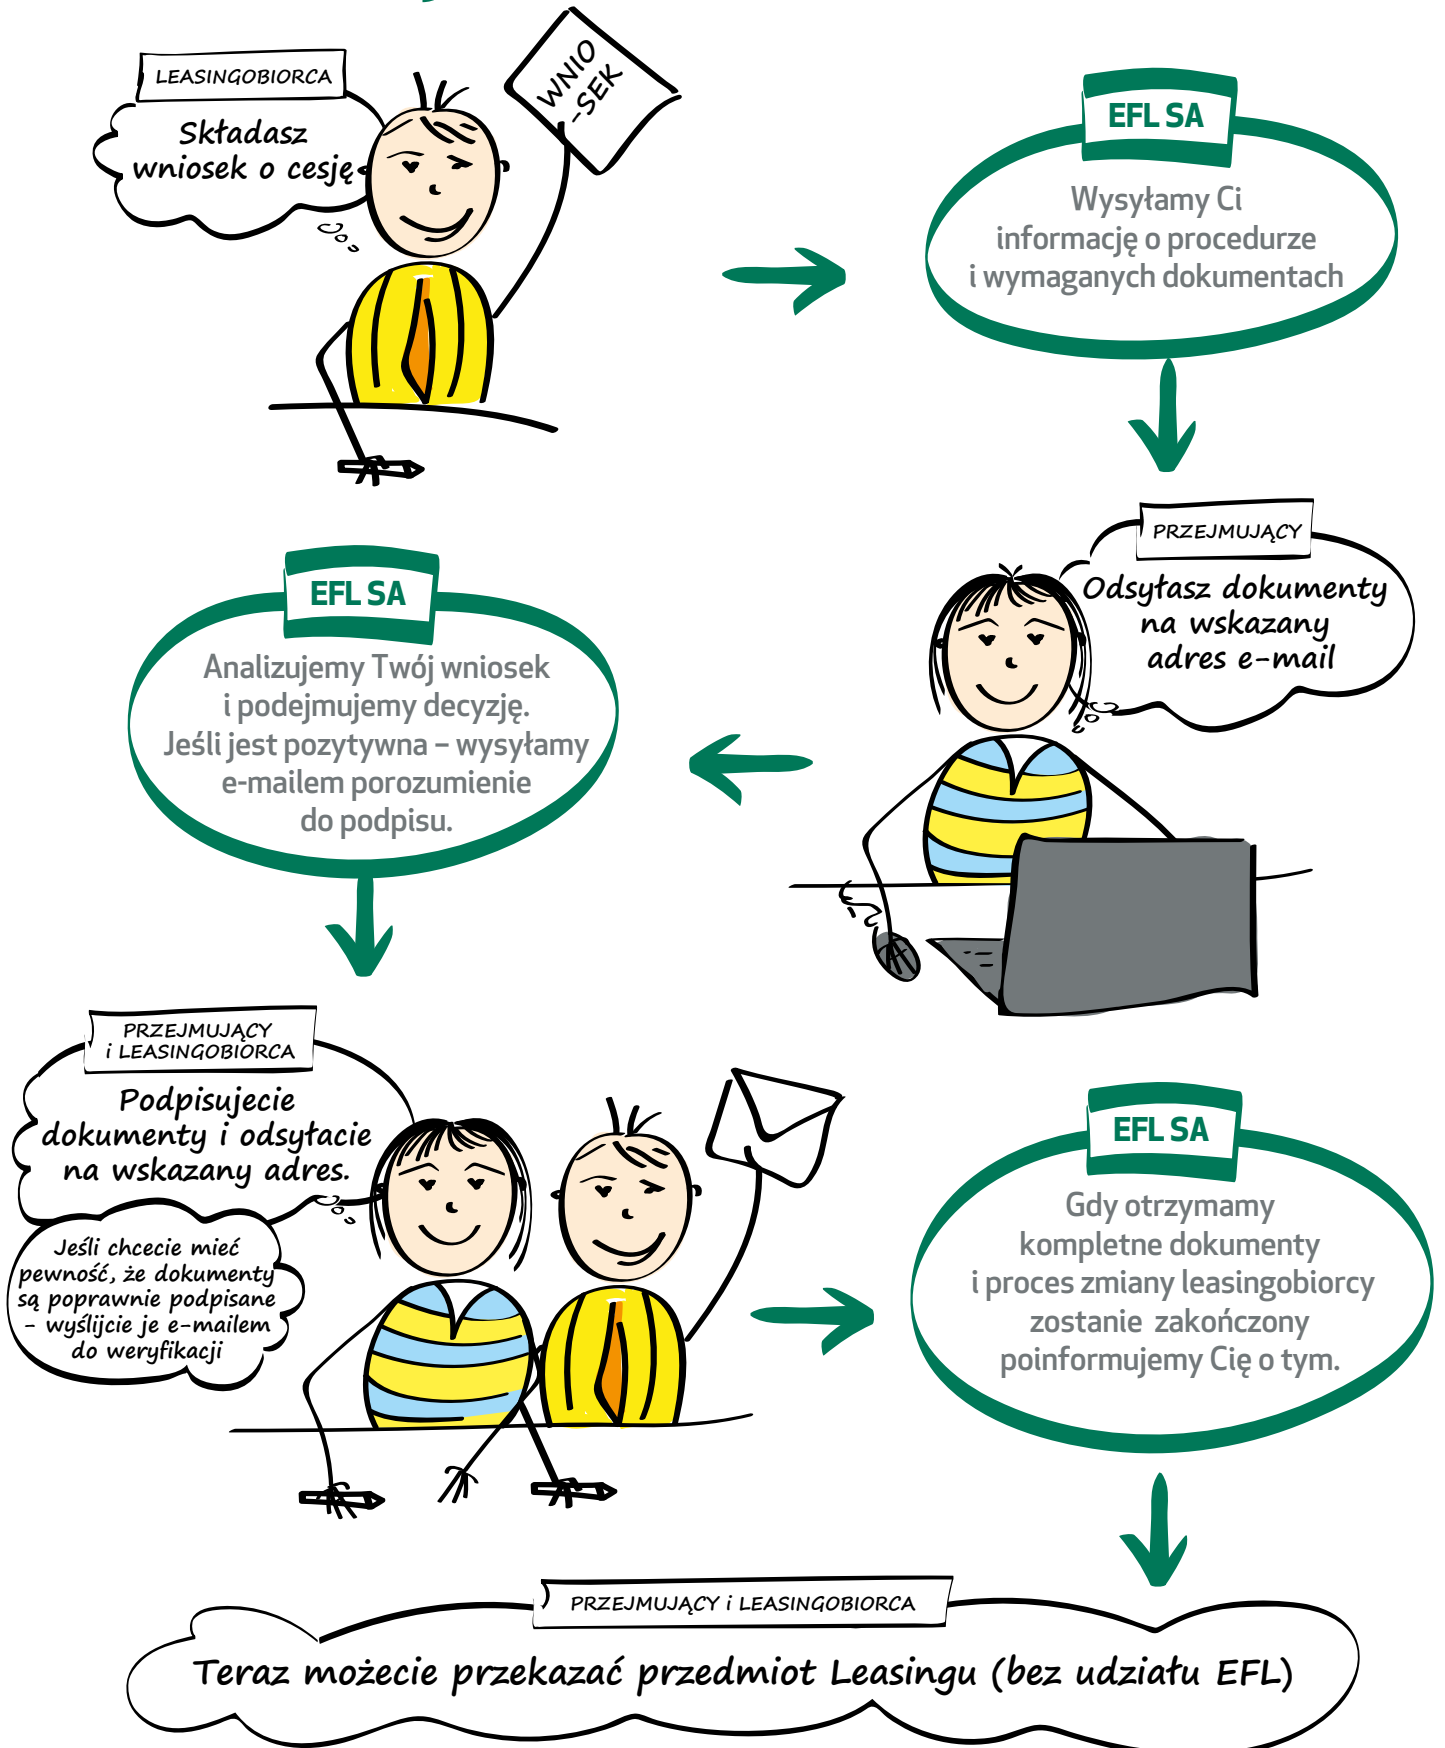 LEASINGOBIORCA
Składasz
wniosek o cesję
WNIO
-SEK
EFL SA
Wysyłamy Ci
informację o procedurze
i wymaganych dokumentach
PRZEJMUJĄCY
Odsyłasz dokumenty
na wskazany
adres e-mail
EFL SA
Analizujemy Twój wniosek
i podejmujemy decyzję.
Jeśli jest pozytywna – wysyłamy
e-mailem porozumienie
do podpisu.
PRZEJMUJĄCY
i LEASINGOBIORCA
Podpisujecie
dokumenty i odsyłacie
na wskazany adres.
Jeśli chcecie mieć
pewność, że dokumenty
są poprawnie podpisane
- wyślijcie je e-mailem
do weryfikacji
EFL SA
Gdy otrzymamy
kompletne dokumenty
i proces zmiany leasingobiorcy
zostanie zakończony
poinformujemy Cię o tym.
PRZEJMUJĄCY i LEASINGOBIORCA
Teraz możecie przekazać przedmiot Leasingu (bez udziału EFL)